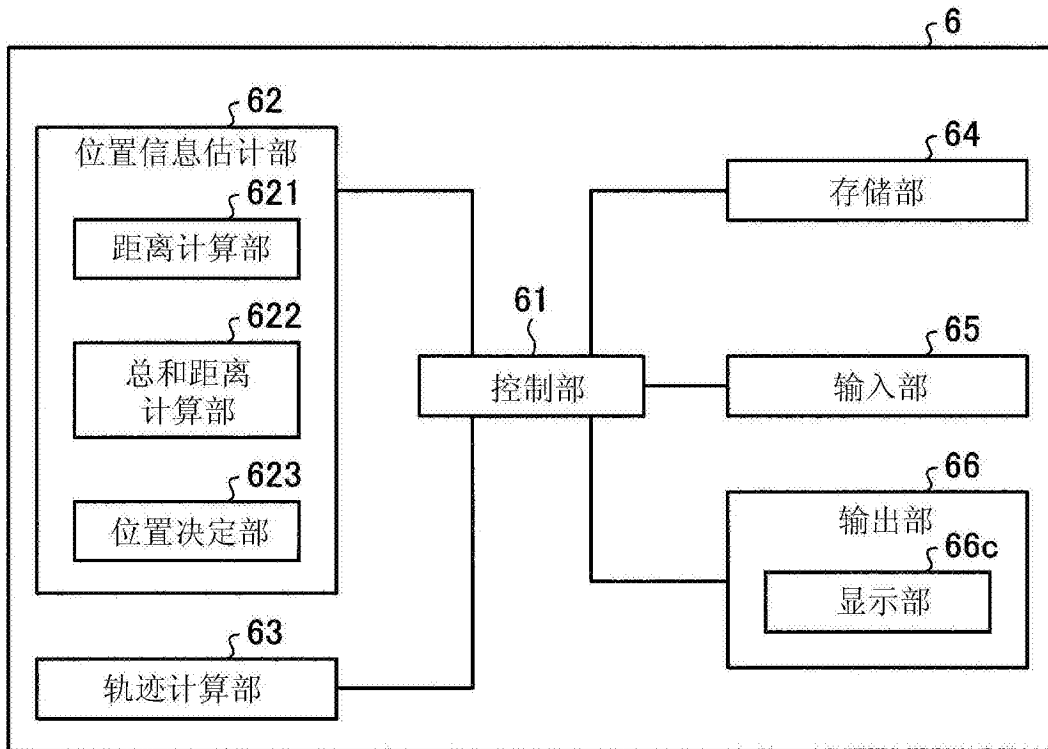 6
62
位置信息估计部
621
距离计算部
622
总和距离
计算部
623
位置决定部
63
轨迹计算部
61
控制部
64
存储部
65
输入部
66
输出部
66c
显示部